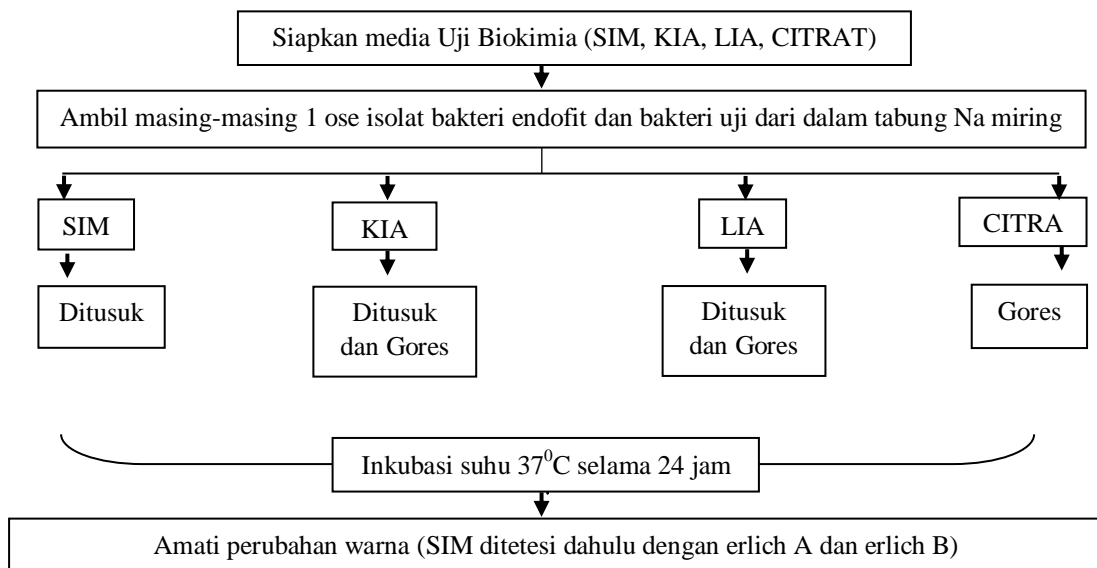 Siapkan media Uji Biokimia (SIM, KIA, LIA, CITRAT)
Ambil masing-masing 1 ose isolat bakteri endofit dan bakteri uji dari dalam tabung Na miring
SIM
KIA
LIA
CITRA
Ditusuk
Ditusuk
dan Gores
Ditusuk
dan Gores
Gores
Inkubasi suhu 37⁰C selama 24 jam
Amati perubahan warna (SIM ditetesi dahulu dengan erlich A dan erlich B)